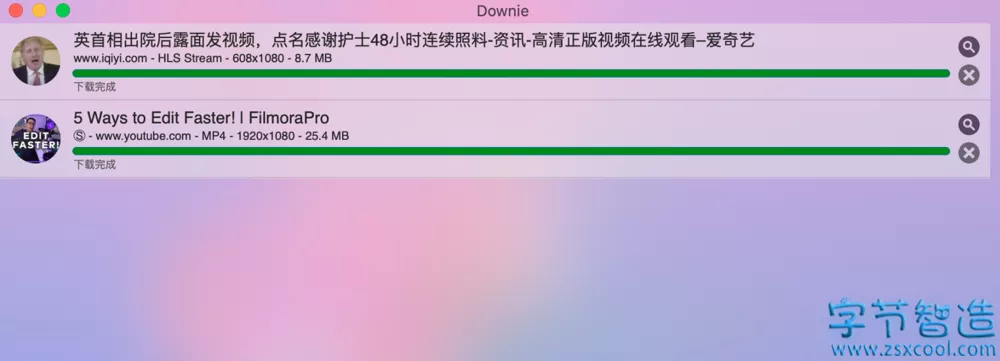 Downie
英首相出院后露面发视频，点名感谢护士48小时连续照料-资讯-高清正版视频在线观看–爱奇艺
www.iqiyi.com - HLS Stream - 608x1080 - 8.7 MB
下载完成
5 Ways to Edit Faster! | FilmoraPro
EDIT
FASTER!
Ⓢ - www.youtube.com - MP4 - 1920x1080 - 25.4 MB
下载完成
字节智造
www.zsxcool.com